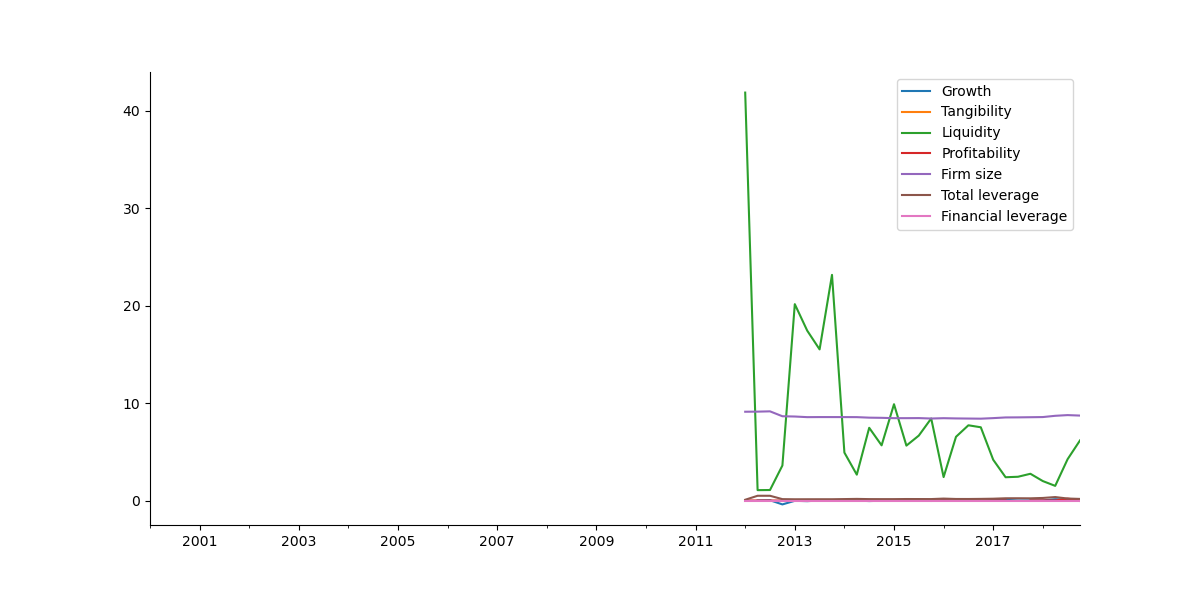 Growth
Tangibility
Liquidity
Profitability
Firm size
Total leverage
Financial leverage
40
30
20
10
0
2001 2003 2005 2007 2009 2011 2013 2015 2017